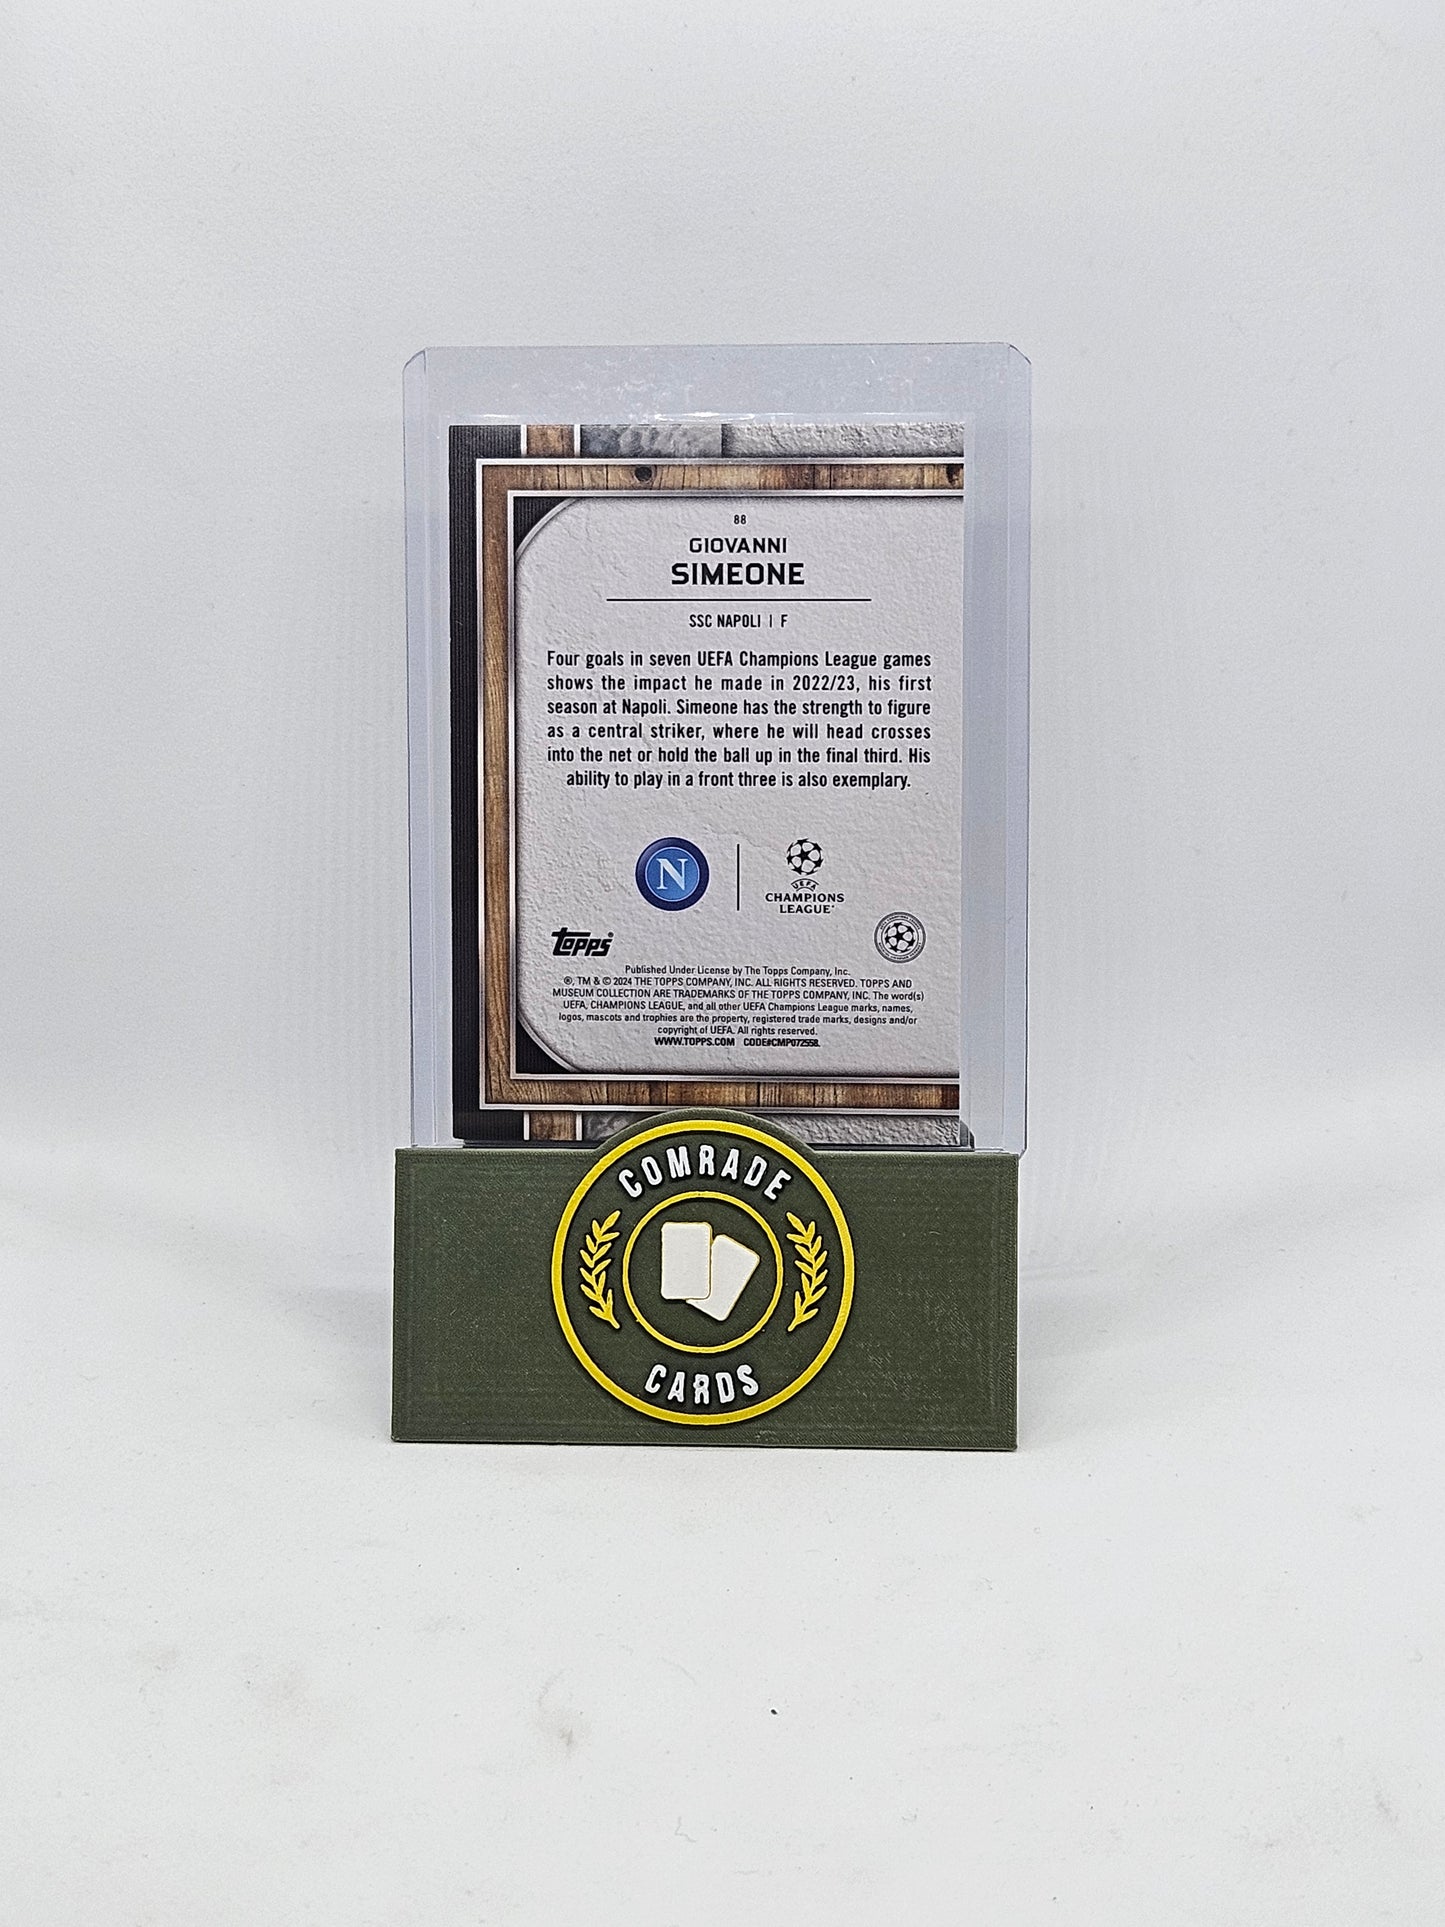 88
GIOVANNI
SIMEONE
SSC NAPOLI | F
Four goals in seven UEFA Champions League games
shows the impact he made in 2022/23, his first
season at Napoli. Simeone has the strength to figure
as a central striker, where he will head crosses
into the net or hold the ball up in the final third. His
ability to play in a front three is also exemplary.
N
UEFA
CHAMPIONS
LEAGUE
topps
Published Under License by The Topps Company, Inc.
®, TM & © 2024 THE TOPPS COMPANY, INC. ALL RIGHTS RESERVED. TOPPS AND
MUSEUM COLLECTION ARE TRADEMARKS OF THE TOPPS COMPANY, INC. The word(s)
UEFA, CHAMPIONS LEAGUE, and all other UEFA Champions League marks, names,
logos, mascots and trophies are the property, registered trade marks, designs and/or
copyright of UEFA. All rights reserved.
WWW.TOPPS.COM CODE#CMP072558.
COMRADE
CARDS